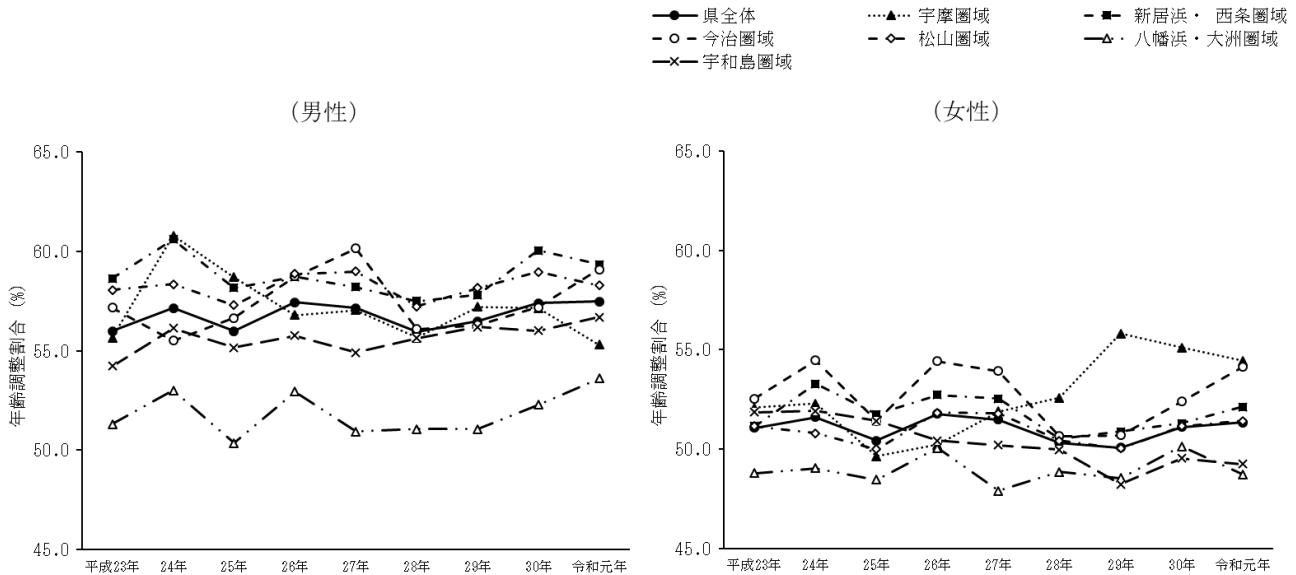 県全体 宇摩圏域 新居浜・ 西条圏域
今治圏域 松山圏域 八幡浜・大洲圏域
宇和島圏域
(男性)
年齢調整割合 (%)
65.0
60.0
55.0
50.0
45.0
平成23年 24年 25年 26年 27年 28年 29年 30年 令和元年
(女性)
年齢調整割合 (%)
65.0
60.0
55.0
50.0
45.0
平成23年 24年 25年 26年 27年 28年 29年 30年 令和元年